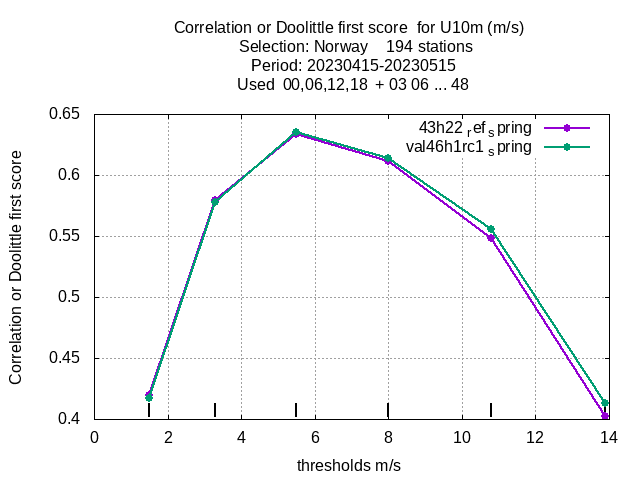 Correlation or Doolittle first score  for U10m (m/s)
Selection: Norway    194 stations
Period: 20230415-20230515
Used  00,06,12,18  + 03 06 ... 48
43h22 ref spring
val46h1rc1 spring
Correlation or Doolittle first score
0.65
0.6
0.55
0.5
0.45
0.4
0 2 4 6 8 10 12 14
thresholds m/s